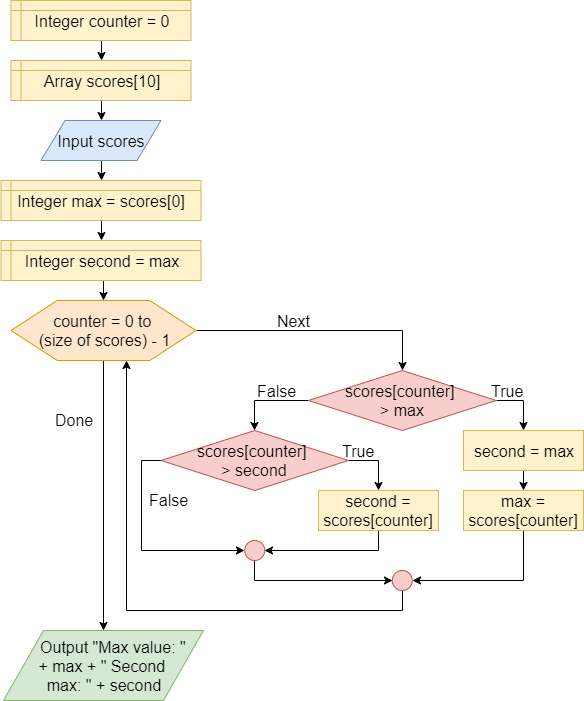 Integer counter = 0
Array scores[10]
Input scores
Integer max = scores[0]
Integer second = max
counter = 0 to
(size of scores) - 1
Next
scores[counter]
> max
False
True
Done
scores[counter]
> second
True
False
second = max
second =
scores[counter]
max =
scores[counter]
Output "Max value: "
+ max + " Second
max: " + second